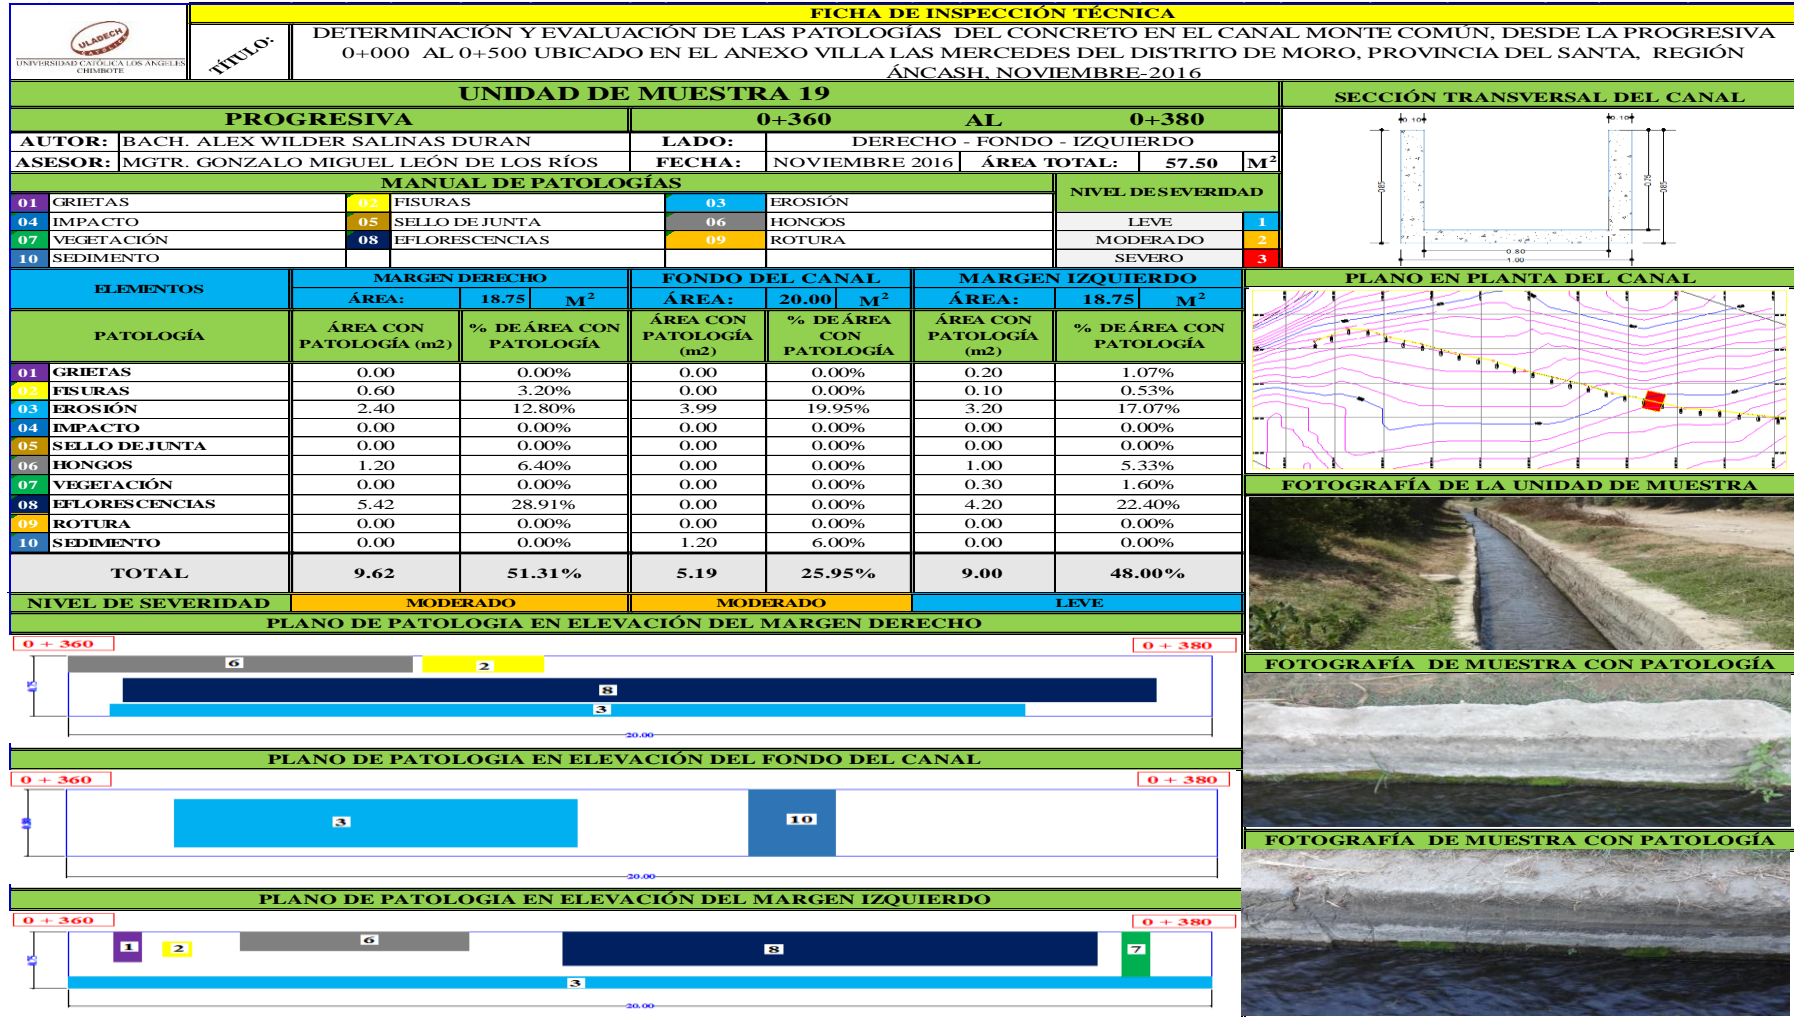 FICHA DE INSPECCIÓN TÉCNICA
ULADECH
CATÓLICA
UNIVERSIDAD CATÓLICA LOS ÁNGELES
CHIMBOTE
TÍTULO:
DETERMINACIÓN Y EVALUACIÓN DE LAS PATOLOGÍAS DEL CONCRETO EN EL CANAL MONTE COMÚN, DESDE LA PROGRESIVA
0+000 AL 0+500 UBICADO EN EL ANEXO VILLA LAS MERCEDES DEL DISTRITO DE MORO, PROVINCIA DEL SANTA, REGIÓN
ÁNCASH, NOVIEMBRE-2016
UNIDAD DE MUESTRA 19
SECCIÓN TRANSVERSAL DEL CANAL
PROGRESIVA 0+360 AL 0+380
AUTOR: BACH. ALEX WILDER SALINAS DURAN LADO: DERECHO - FONDO - IZQUIERDO
ASESOR: MGTR. GONZALO MIGUEL LEÓN DE LOS RÍOS FECHA: NOVIEMBRE 2016 ÁREA TOTAL: 57.50 M²
MANUAL DE PATOLOGÍAS NIVEL DE SEVERIDAD
01 GRIETAS 02 FISURAS 03 EROSIÓN
04 IMPACTO 05 SELLO DE JUNTA 06 HONGOS LEVE 1
07 VEGETACIÓN 08 EFLORESCENCIAS 09 ROTURA MODERADO 2
10 SEDIMENTO SEVERO 3
0.10 0.10
0.85 0.75 0.85
0.80
1.00
ELEMENTOS MARGEN DERECHO FONDO DEL CANAL MARGEN IZQUIERDO
ÁREA: 18.75 M² ÁREA: 20.00 M² ÁREA: 18.75 M²
PATOLOGÍA ÁREA CON PATOLOGÍA (m2) % DE ÁREA CON PATOLOGÍA ÁREA CON PATOLOGÍA (m2) % DE ÁREA CON PATOLOGÍA ÁREA CON PATOLOGÍA (m2) % DE ÁREA CON PATOLOGÍA
01 GRIETAS 0.00 0.00% 0.00 0.00% 0.20 1.07%
02 FISURAS 0.60 3.20% 0.00 0.00% 0.10 0.53%
03 EROSIÓN 2.40 12.80% 3.99 19.95% 3.20 17.07%
04 IMPACTO 0.00 0.00% 0.00 0.00% 0.00 0.00%
05 SELLO DE JUNTA 0.00 0.00% 0.00 0.00% 0.00 0.00%
06 HONGOS 1.20 6.40% 0.00 0.00% 1.00 5.33%
07 VEGETACIÓN 0.00 0.00% 0.00 0.00% 0.30 1.60%
08 EFLORESCENCIAS 5.42 28.91% 0.00 0.00% 4.20 22.40%
09 ROTURA 0.00 0.00% 0.00 0.00% 0.00 0.00%
10 SEDIMENTO 0.00 0.00% 1.20 6.00% 0.00 0.00%
TOTAL 9.62 51.31% 5.19 25.95% 9.00 48.00%
NIVEL DE SEVERIDAD MODERADO MODERADO LEVE
PLANO EN PLANTA DEL CANAL
FOTOGRAFÍA DE LA UNIDAD DE MUESTRA
PLANO DE PATOLOGIA EN ELEVACIÓN DEL MARGEN DERECHO
0 + 360 0 + 380
6 2
8
3
20.00
FOTOGRAFÍA DE MUESTRA CON PATOLOGÍA
PLANO DE PATOLOGIA EN ELEVACIÓN DEL FONDO DEL CANAL
0 + 360 0 + 380
3 10
20.00
FOTOGRAFÍA DE MUESTRA CON PATOLOGÍA
PLANO DE PATOLOGIA EN ELEVACIÓN DEL MARGEN IZQUIERDO
0 + 360 0 + 380
1 2 6 8 7
3
20.00